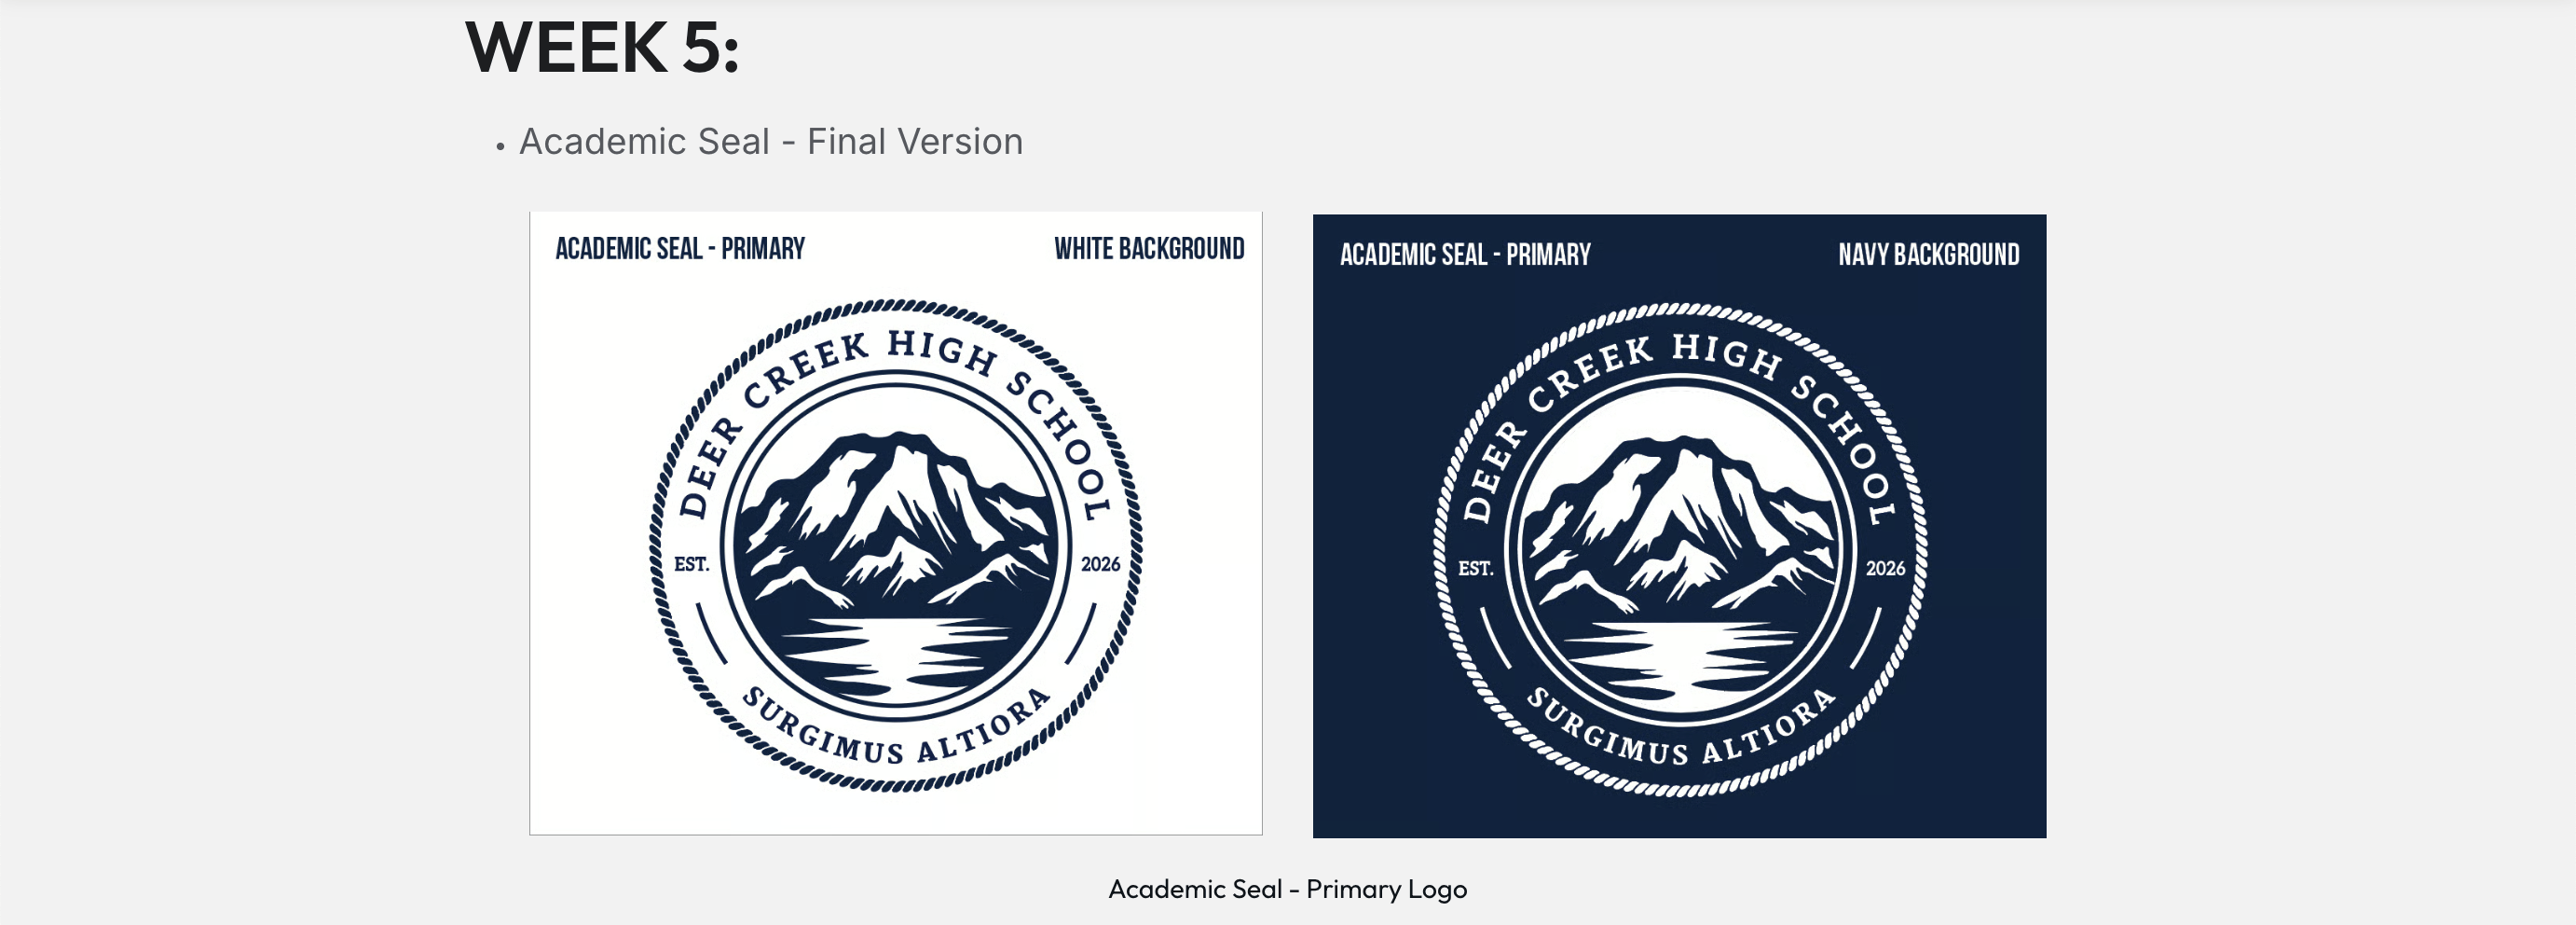 WEEK 5:
• Academic Seal - Final Version
ACADEMIC SEAL - PRIMARY
WHITE BACKGROUND
DEER CREEK HIGH SCHOOL
EST.
2026
SURGIMUS ALTIORA
ACADEMIC SEAL - PRIMARY
NAVY BACKGROUND
DEER CREEK HIGH SCHOOL
EST.
2026
SURGIMUS ALTIORA
Academic Seal - Primary Logo